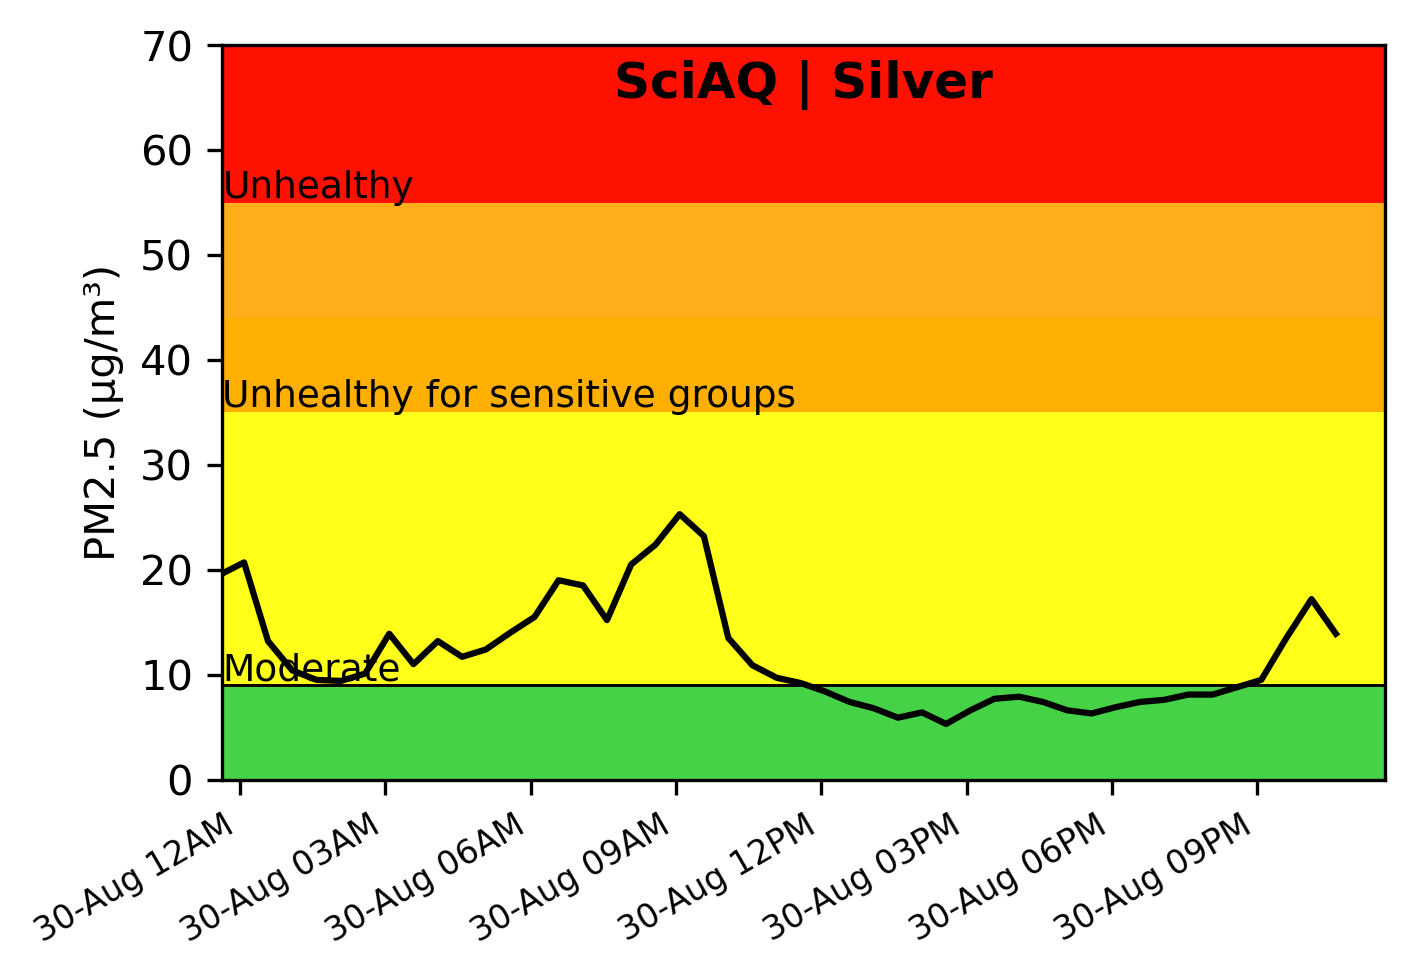 SciAQ | Silver
70
60
50
40
30
20
10
0
PM2.5 (µg/m³)
Unhealthy
Unhealthy for sensitive groups
Moderate
30-Aug 12AM
30-Aug 03AM
30-Aug 06AM
30-Aug 09AM
30-Aug 12PM
30-Aug 03PM
30-Aug 06PM
30-Aug 09PM